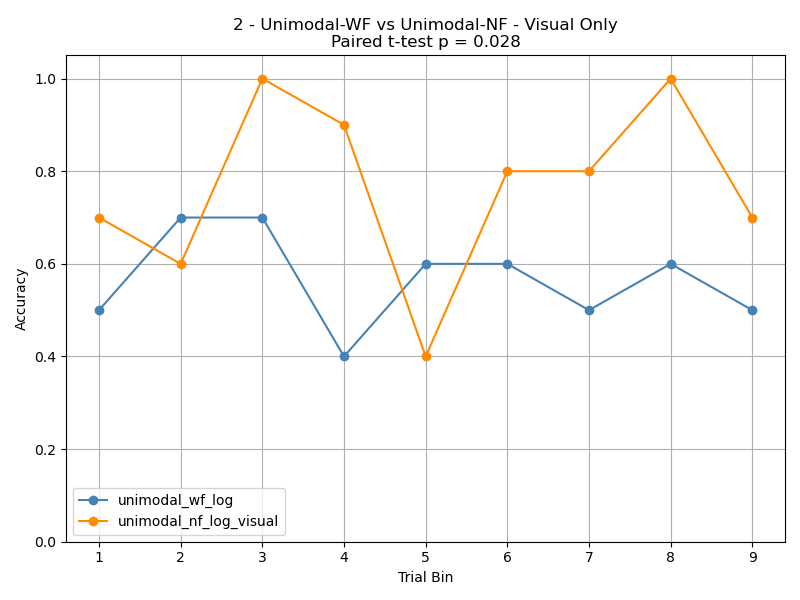 2 - Unimodal-WF vs Unimodal-NF - Visual Only
Paired t-test p = 0.028
Accuracy
1.0
0.8
0.6
0.4
0.2
0.0
unimodal_wf_log
unimodal_nf_log_visual
1 2 3 4 5 6 7 8 9
Trial Bin